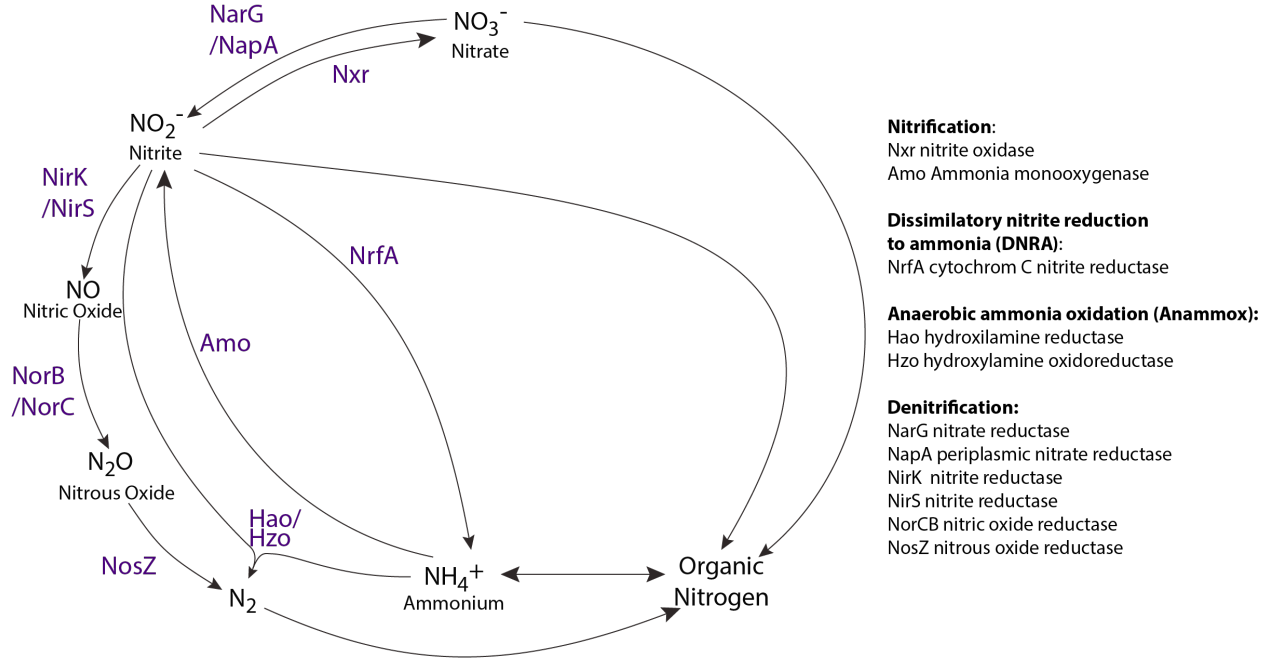 NarG
/NapA
NO3-
Nitrate
Nxr
NO2-
Nitrite
NirK
/NirS
NrfA
NO
Nitric Oxide
Amo
NorB
/NorC
N2O
Nitrous Oxide
Hao/
Hzo
NosZ
N2
NH4+
Ammonium
Organic
Nitrogen
Nitrification:
Nxr nitrite oxidase
Amo Ammonia monooxygenase
Dissimilatory nitrite reduction
to ammonia (DNRA):
NrfA cytochrom C nitrite reductase
Anaerobic ammonia oxidation (Anammox):
Hao hydroxilamine reductase
Hzo hydroxylamine oxidoreductase
Denitrification:
NarG nitrate reductase
NapA periplasmic nitrate reductase
NirK nitrite reductase
NirS nitrite reductase
NorCB nitric oxide reductase
NosZ nitrous oxide reductase